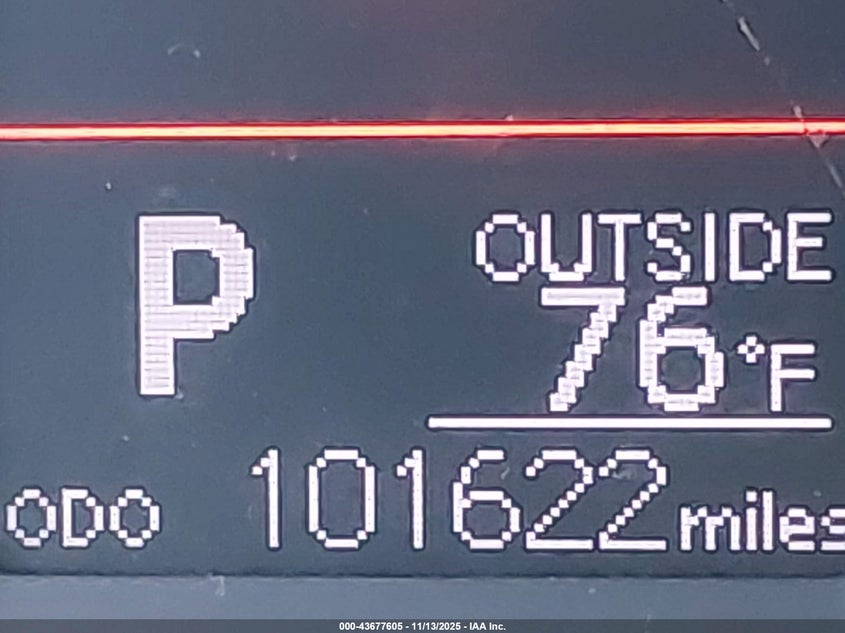 P
OUTSIDE
76°F
ODO 101622 miles
000-43677605 - 11/13/2025 - IAA Inc.